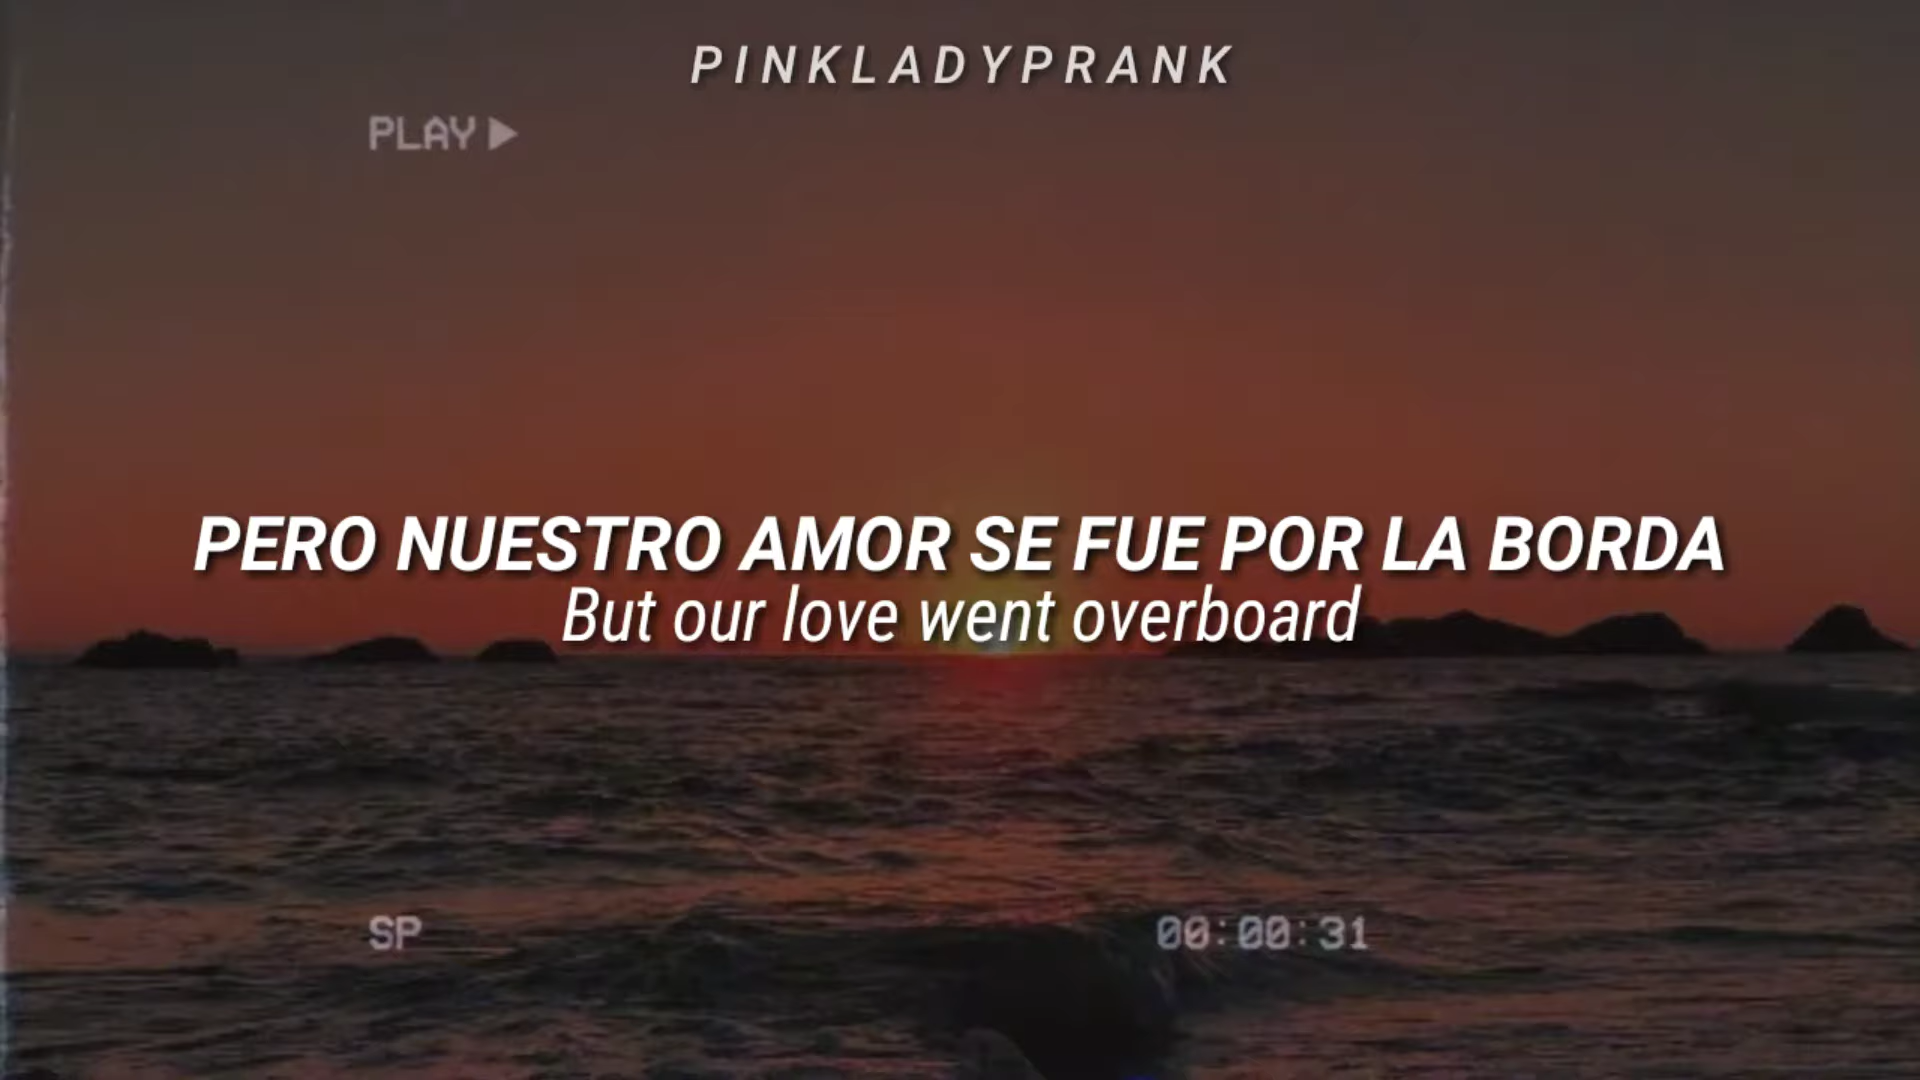 PINKLADYPRANK
PLAY ▶
PERO NUESTRO AMOR SE FUE POR LA BORDA
But our love went overboard
SP
00:00:31